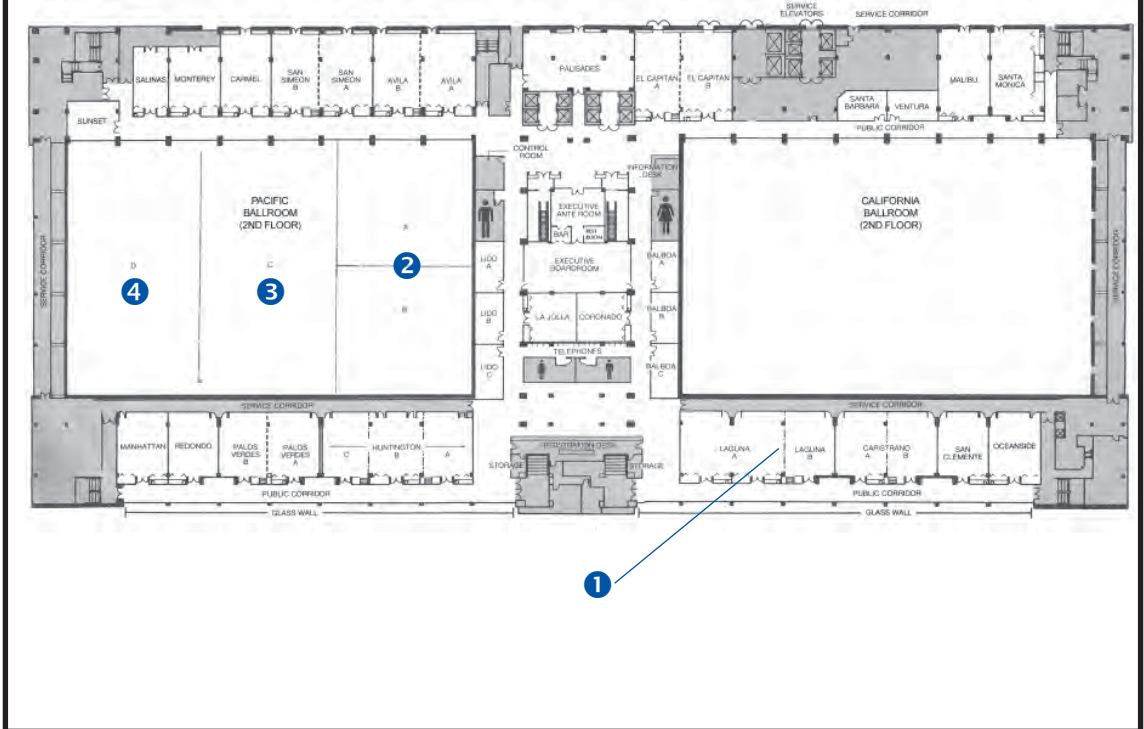 SERVICE
ELEVATORS
SERVICE CORRIDOR
SALINAS
MONTEREY
CARMEL
SAN
SIMEON
B
SAN
SIMEON
A
AVILA
B
AVILA
A
PALISADES
EL CAPITAN
A
EL CAPITAN
B
MALIBU
SANTA
MONICA
SANTA
BARBARA
VENTURA
SUNSET
PUBLIC CORRIDOR
CONTROL
ROOM
INFORMATION
DESK
PACIFIC
BALLROOM
(2ND FLOOR)
EXECUTIVE
ANTE ROOM
BAR
REST
ROOM
CALIFORNIA
BALLROOM
(2ND FLOOR)
SERVICE CORRIDOR
D
4
C
3
A
2
B
LIDO
A
EXECUTIVE
BOARDROOM
BALBOA
A
SERVICE CORRIDOR
LIDO
B
LA JOLLA
CORONADO
BALBOA
B
TELEPHONES
LIDO
C
BALBOA
C
SERVICE CORRIDOR
SERVICE CORRIDOR
MANHATTAN
REDONDO
PALOS
VERDES
B
PALOS
VERDES
A
C
HUNTINGTON
B
A
REGISTRATION DESK
STORAGE
STORAGE
LAGUNA
A
LAGUNA
B
CAPISTRANO
A
B
SAN
CLEMENTE
OCEANSIDE
PUBLIC CORRIDOR
PUBLIC CORRIDOR
GLASS WALL
GLASS WALL
1